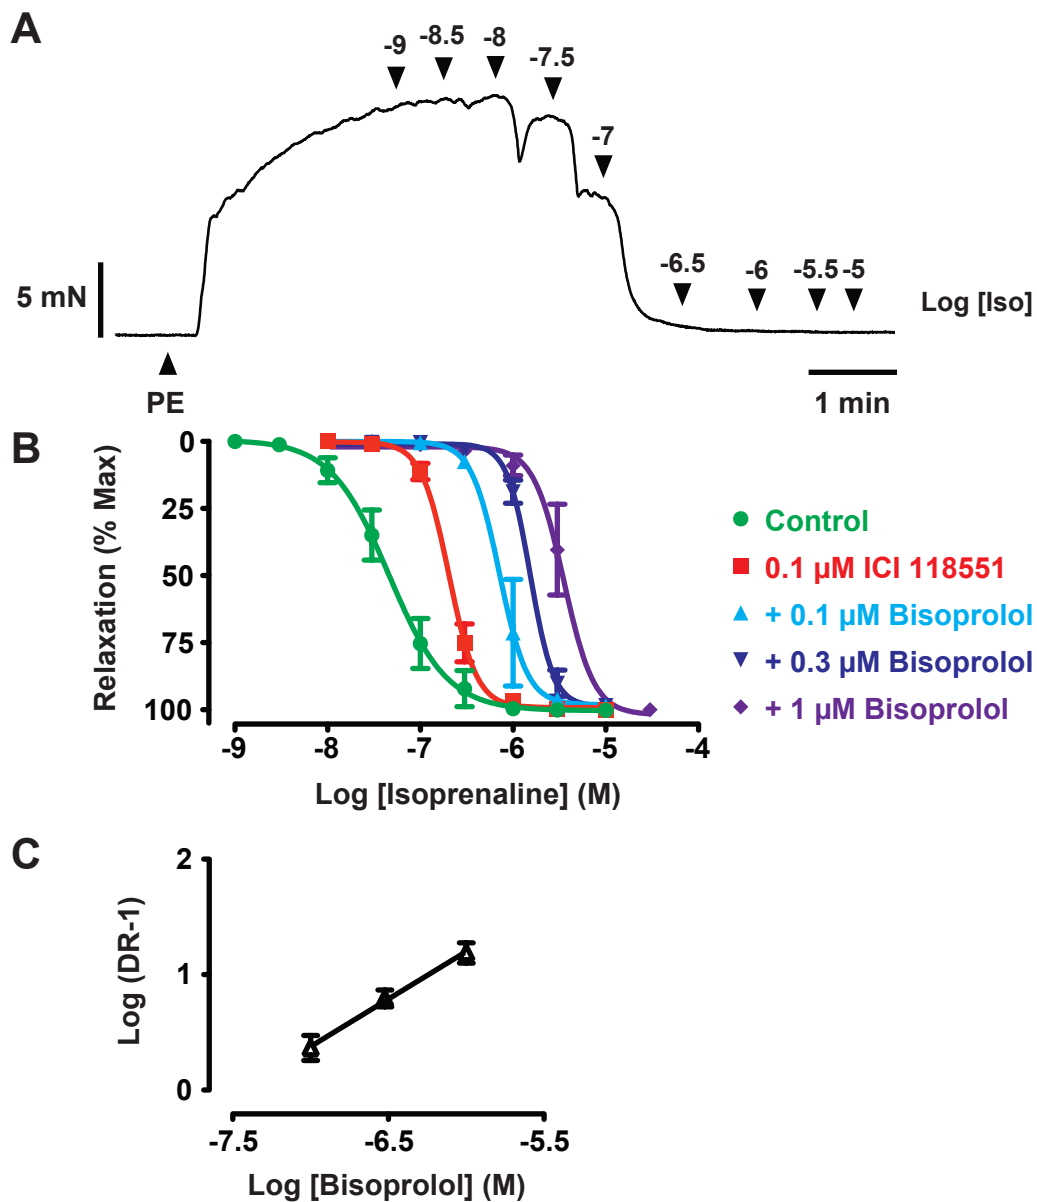 A
-9
-8.5
-8
-7.5
-7
-6.5
-6
-5.5
-5
5 mN
Log [Iso]
PE
1 min
B
Relaxation (% Max)
0
25
50
75
100
-9
-8
-7
-6
-5
-4
Log [Isoprenaline] (M)
Control
0.1 µM ICI 118551
+ 0.1 µM Bisoprolol
+ 0.3 µM Bisoprolol
+ 1 µM Bisoprolol
C
Log (DR-1)
2
1
0
-7.5
-6.5
-5.5
Log [Bisoprolol] (M)